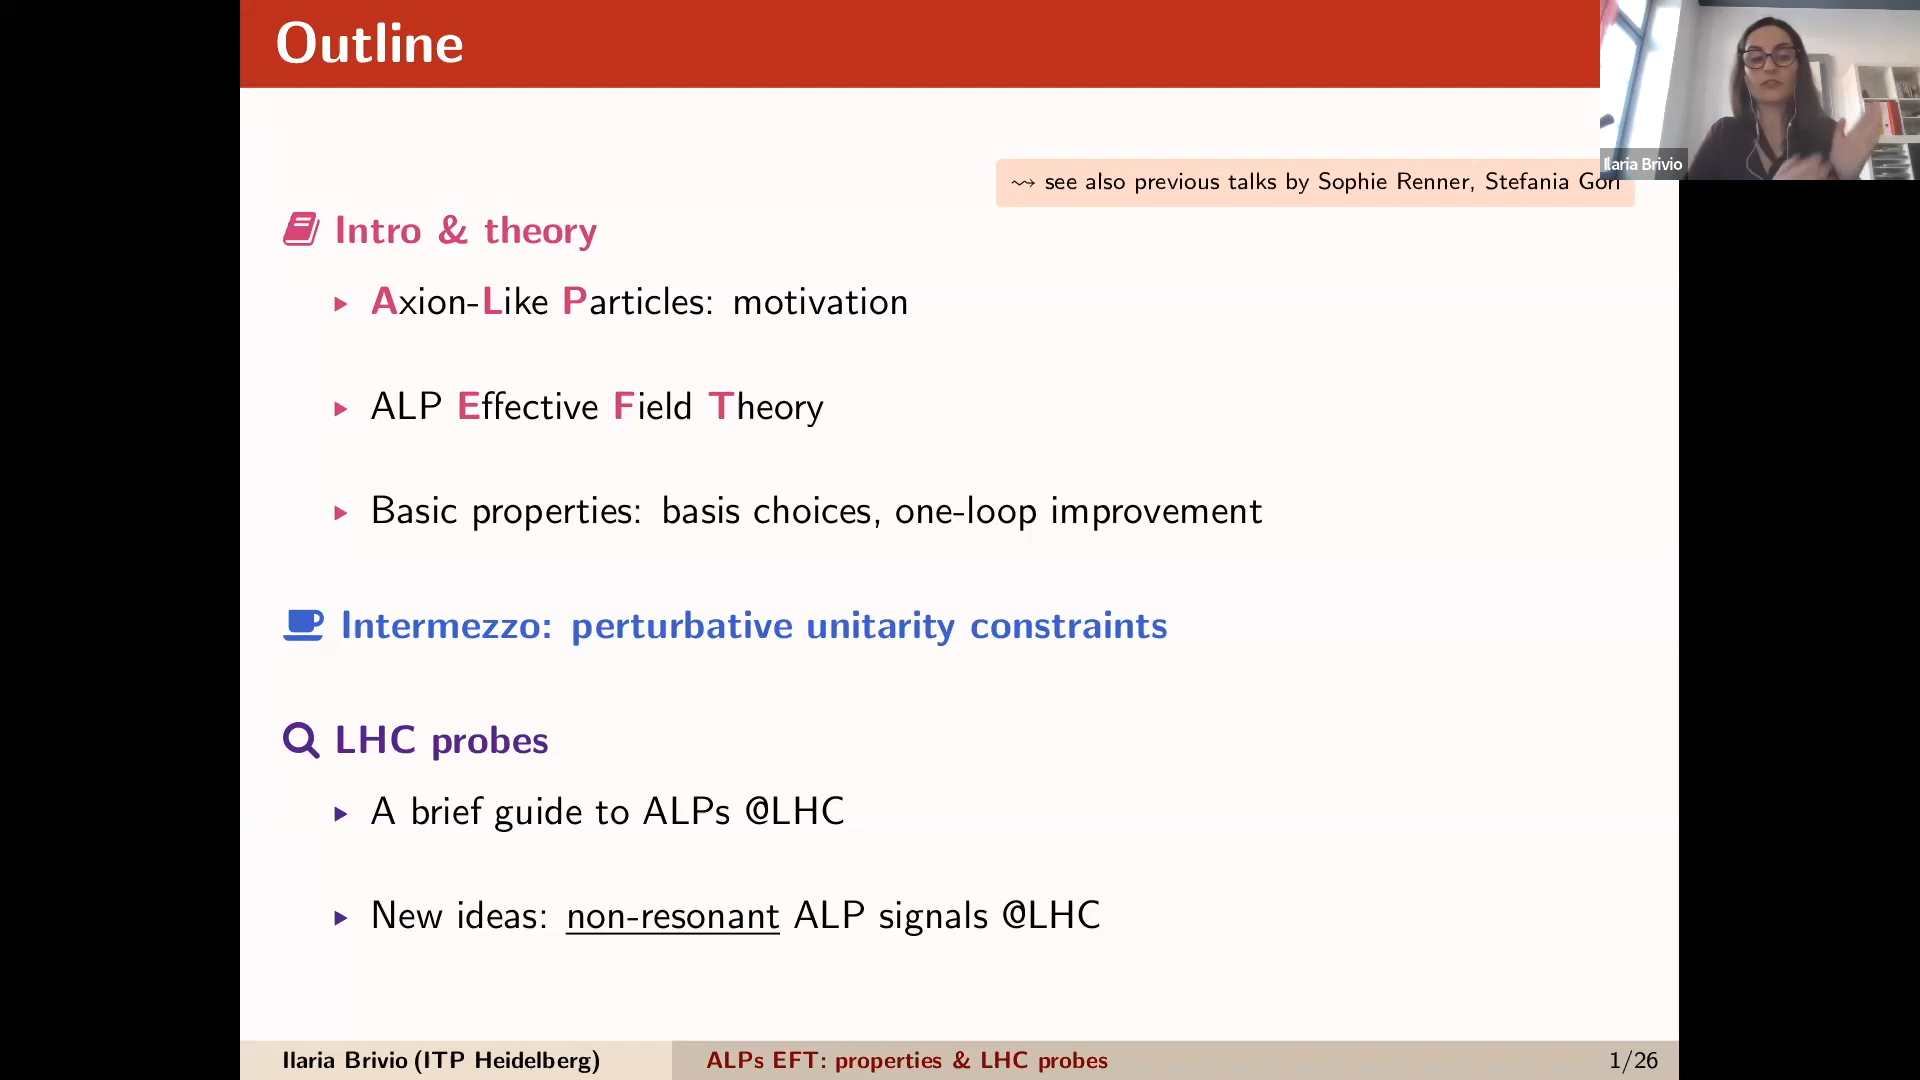 Outline
Ilaria Brivio
⤳ see also previous talks by Sophie Renner, Stefania Gori
Intro & theory
▸ Axion-Like Particles: motivation
▸ ALP Effective Field Theory
▸ Basic properties: basis choices, one-loop improvement
Intermezzo: perturbative unitarity constraints
LHC probes
▸ A brief guide to ALPs @LHC
▸ New ideas: non-resonant ALP signals @LHC
Ilaria Brivio (ITP Heidelberg) ALPs EFT: properties & LHC probes 1/26